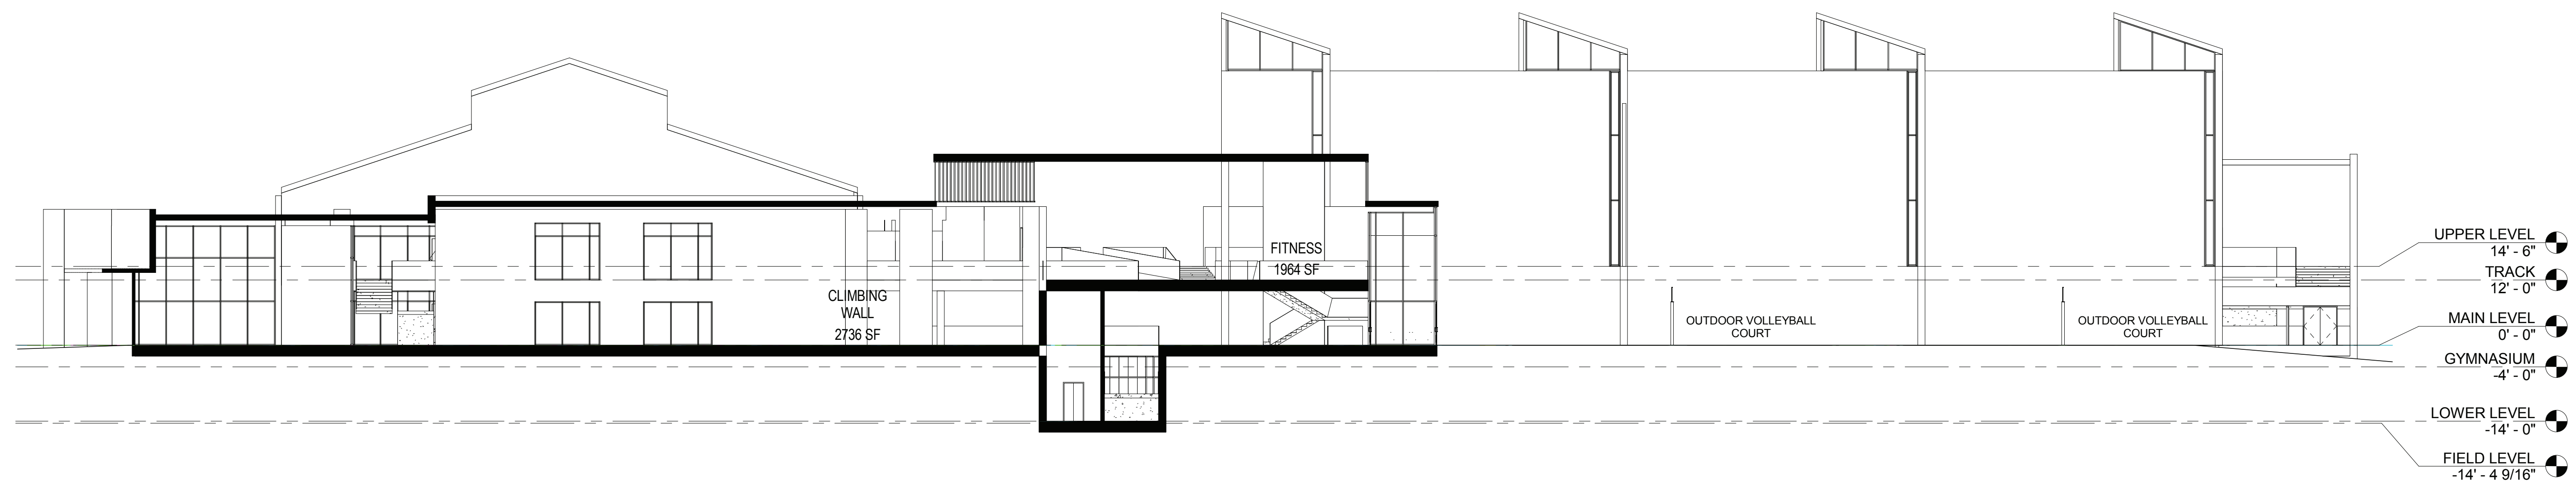 FITNESS
1964 SF
CLIMBING
WALL
2736 SF
OUTDOOR VOLLEYBALL
COURT
OUTDOOR VOLLEYBALL
COURT
UPPER LEVEL
14' - 6"
TRACK
12' - 0"
MAIN LEVEL
0' - 0"
GYMNASIUM
-4' - 0"
LOWER LEVEL
-14' - 0"
FIELD LEVEL
-14' - 4 9/16"